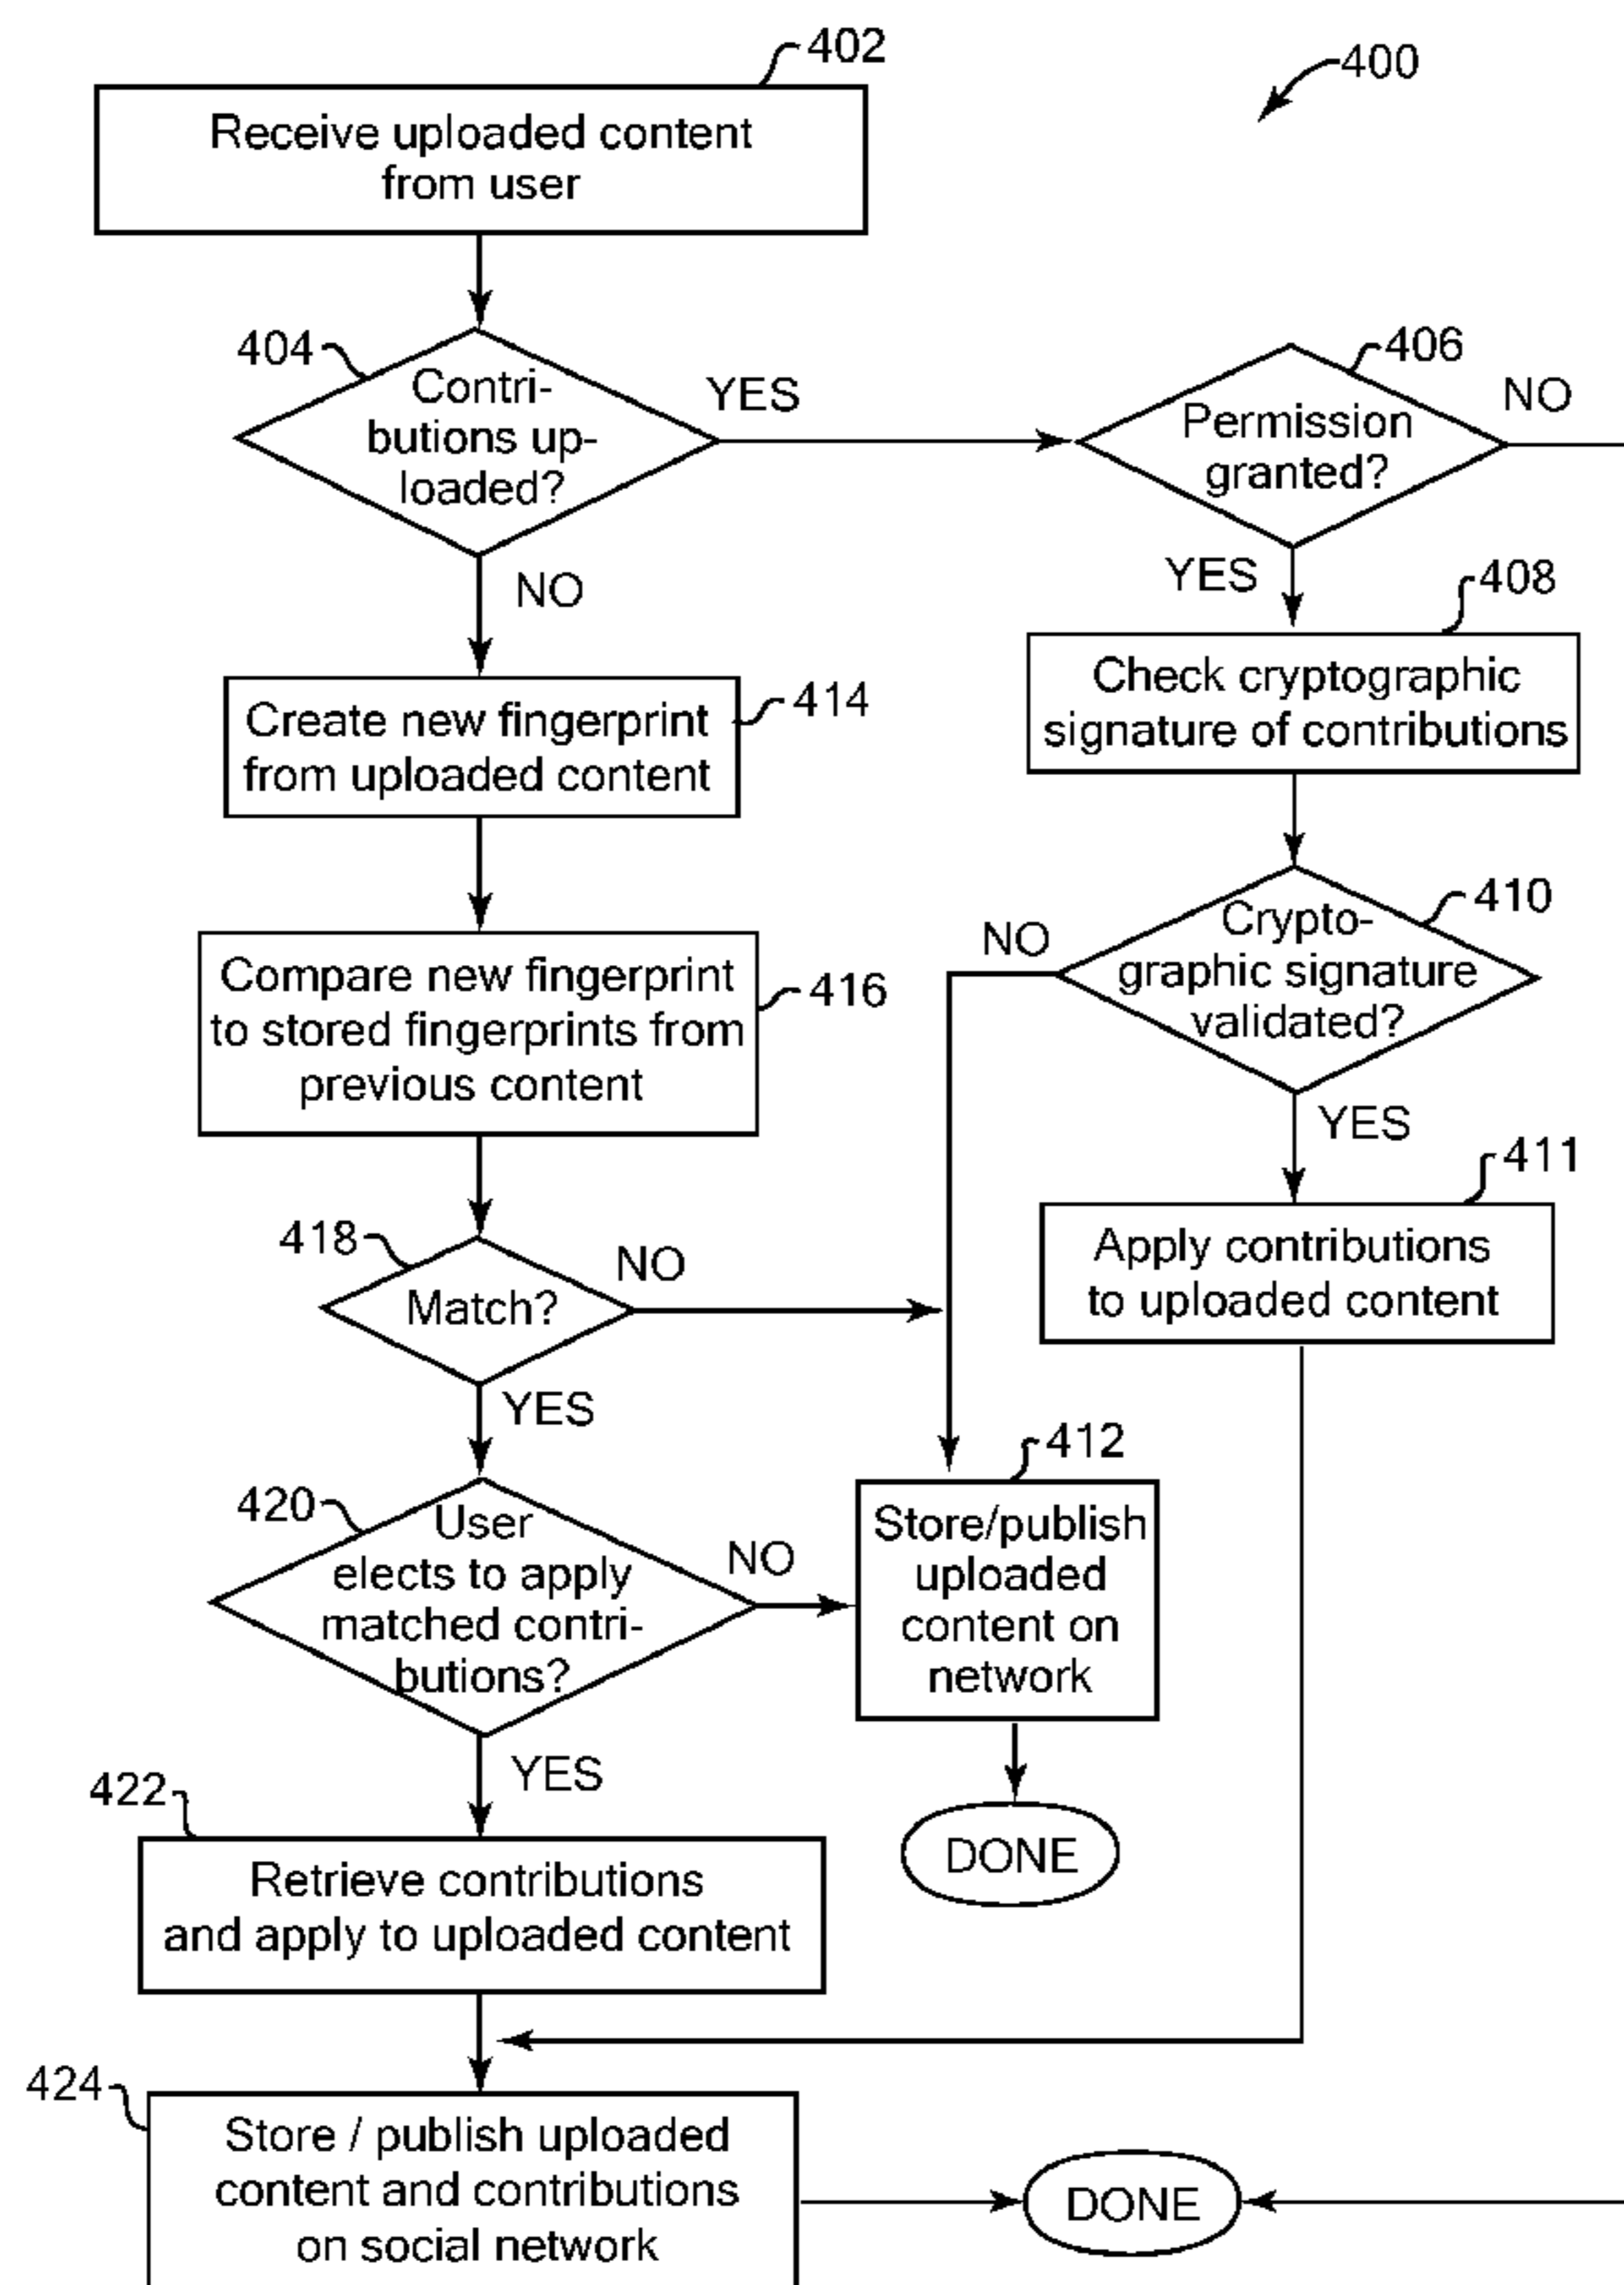 402
400
Receive uploaded content
from user
404
Contri-
butions up-
loaded?
YES
406
Permission
granted?
NO
NO
YES
408
Check cryptographic
signature of contributions
414
Create new fingerprint
from uploaded content
410
Crypto-
graphic signature
validated?
NO
YES
416
Compare new fingerprint
to stored fingerprints from
previous content
411
Apply contributions
to uploaded content
418
Match?
NO
YES
412
Store/publish
uploaded
content on
network
420
User
elects to apply
matched contri-
butions?
NO
YES
DONE
422
Retrieve contributions
and apply to uploaded content
424
Store / publish uploaded
content and contributions
on social network
DONE